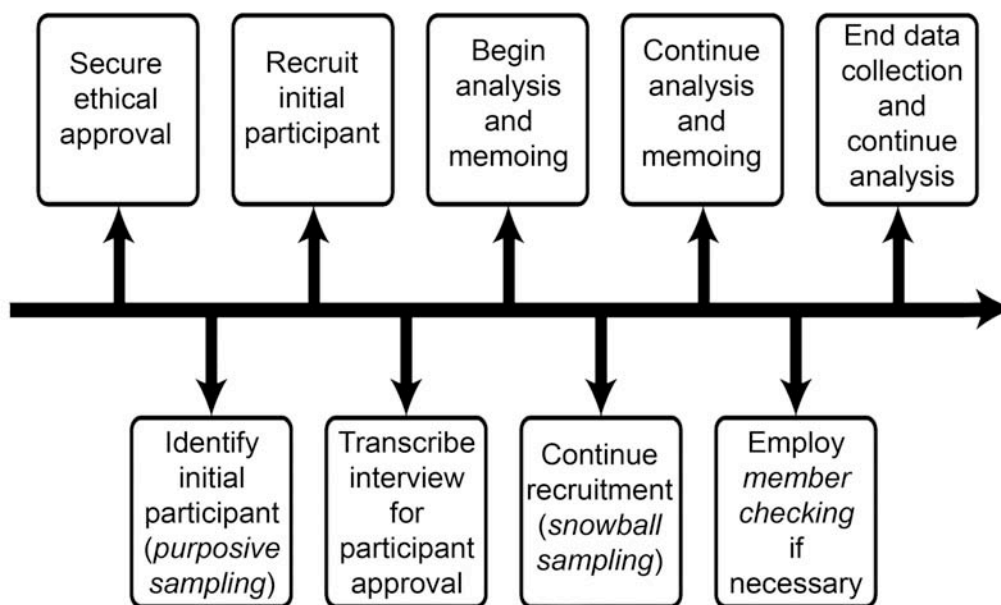 Secure
ethical
approval
Recruit
initial
participant
Begin
analysis
and
memoing
Continue
analysis
and
memoing
End data
collection
and
continue
analysis
Identify
initial
participant
(purposive
sampling)
Transcribe
interview
for
participant
approval
Continue
recruitment
(snowball
sampling)
Employ
member
checking
if
necessary